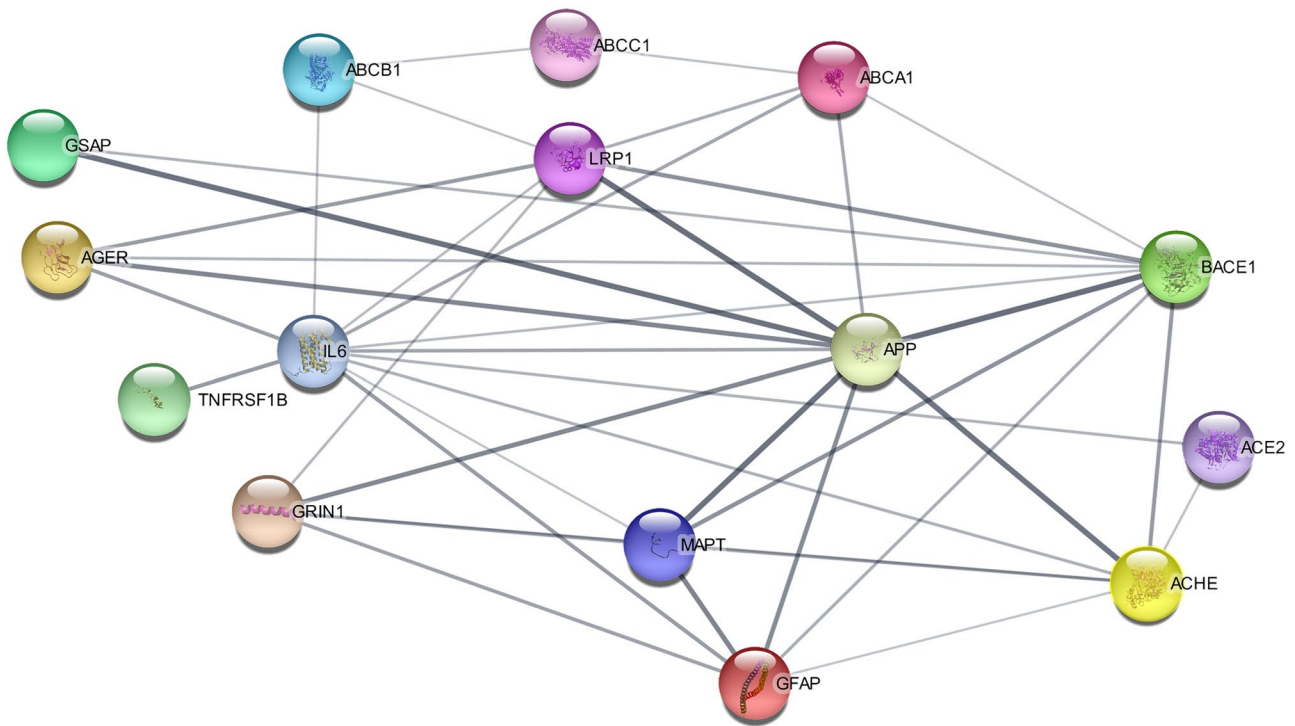 ABCC1
ABCB1
ABCA1
GSAP
LRP1
AGER
BACE1
IL6
APP
TNFRSF1B
ACE2
GRIN1
MAPT
ACHE
GFAP